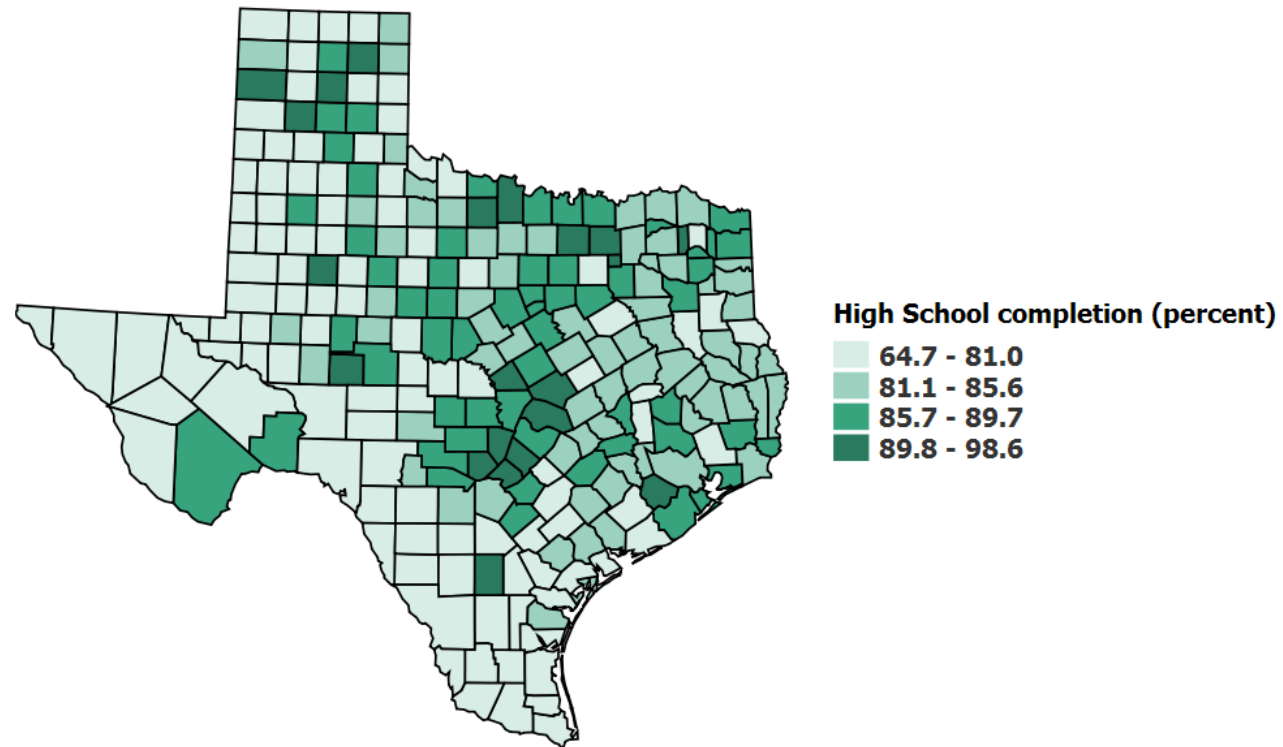 High School completion (percent)
64.7 - 81.0
81.1 - 85.6
85.7 - 89.7
89.8 - 98.6